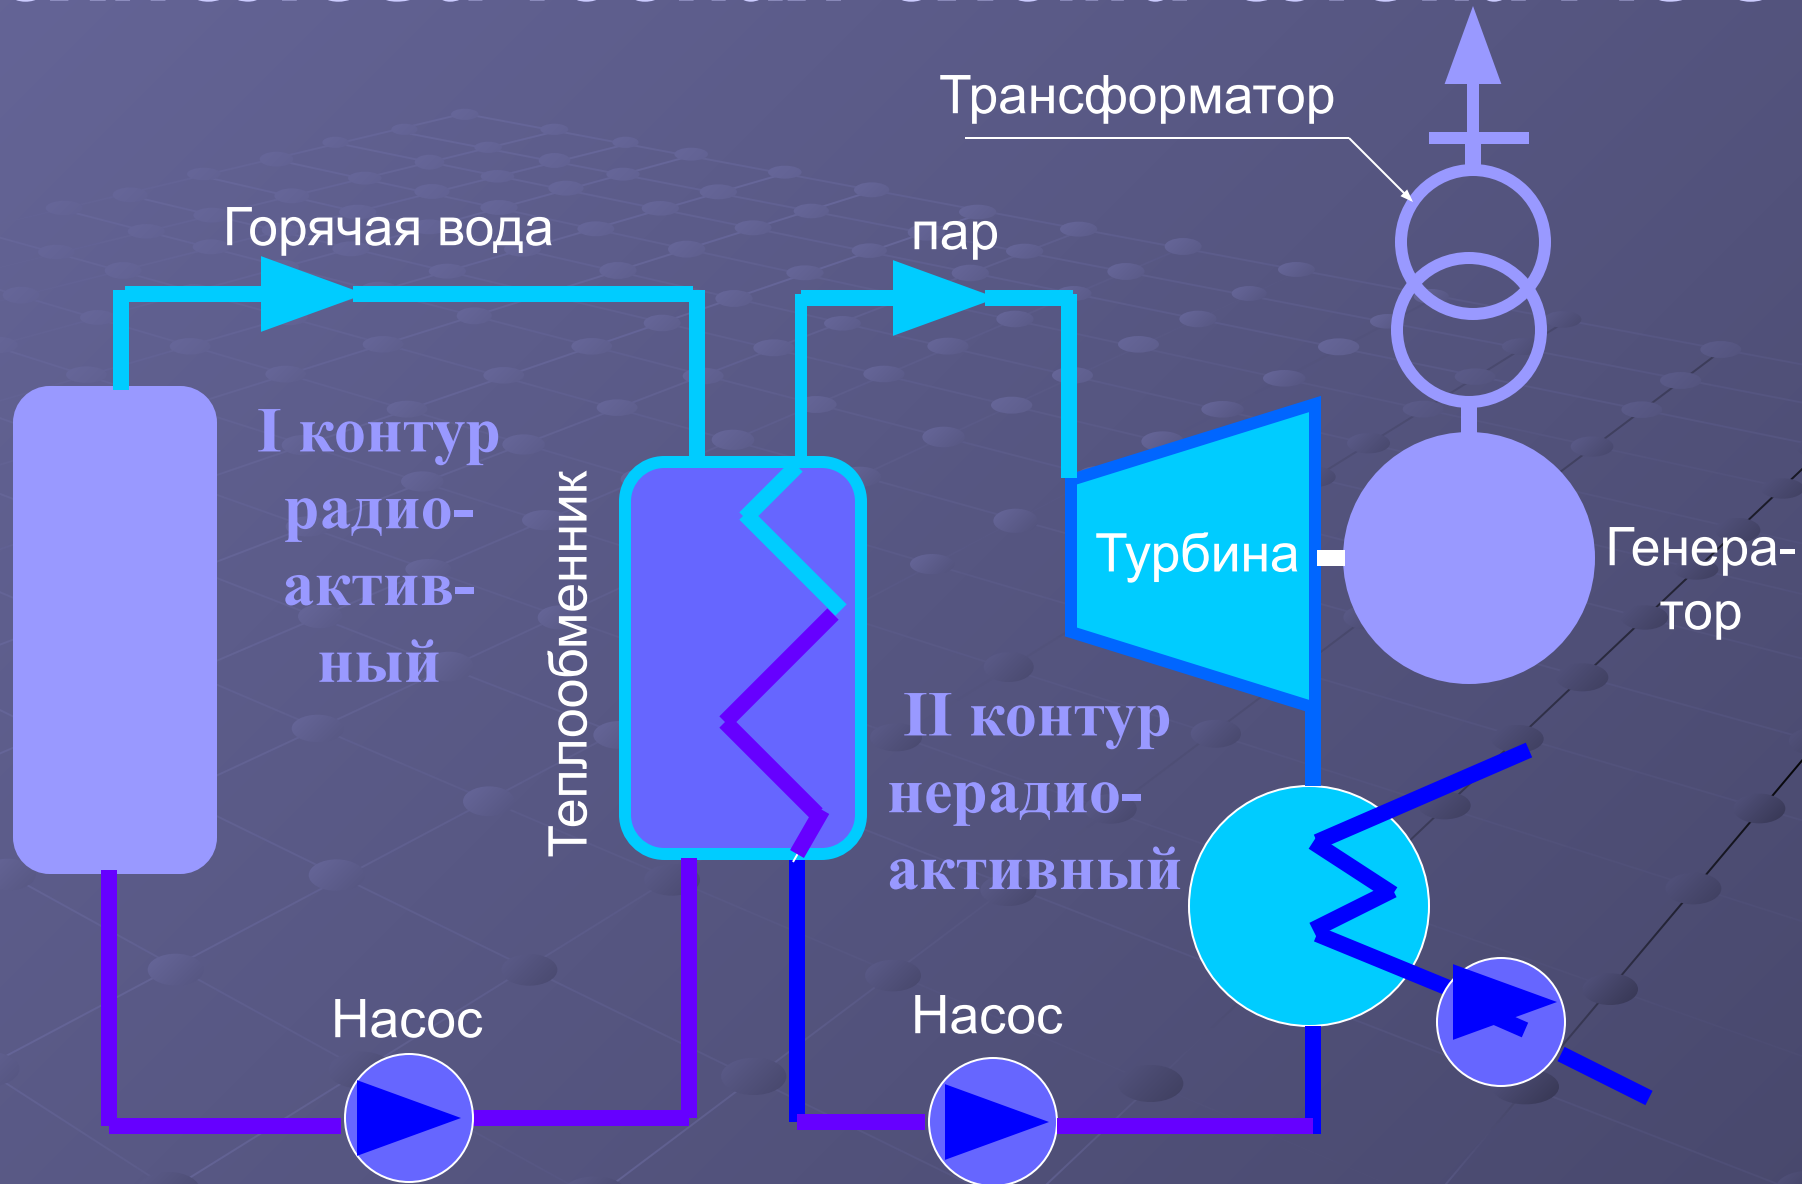 Трансформатор
Горячая вода
пар
I контур
радио-
актив-
ный
Теплообменник
Турбина
Генера-
тор
II контур
нерадио-
активный
Насос
Насос